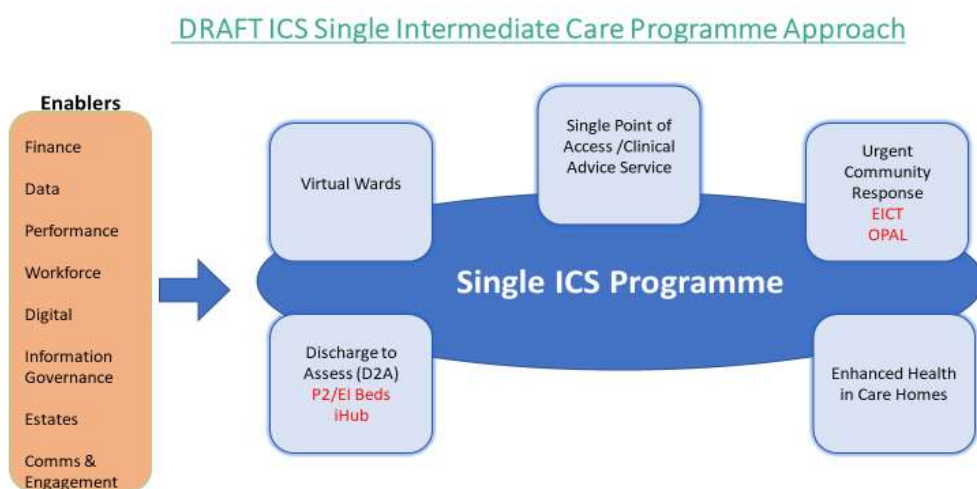 DRAFT ICS Single Intermediate Care Programme Approach
Enablers
Finance
Data
Performance
Workforce
Digital
Information
Governance
Estates
Comms &
Engagement
Virtual Wards
Single Point of
Access /Clinical
Advice Service
Urgent
Community
Response
EICT
OPAL
Single ICS Programme
Discharge to
Assess (D2A)
P2/EI Beds
iHub
Enhanced Health
in Care Homes